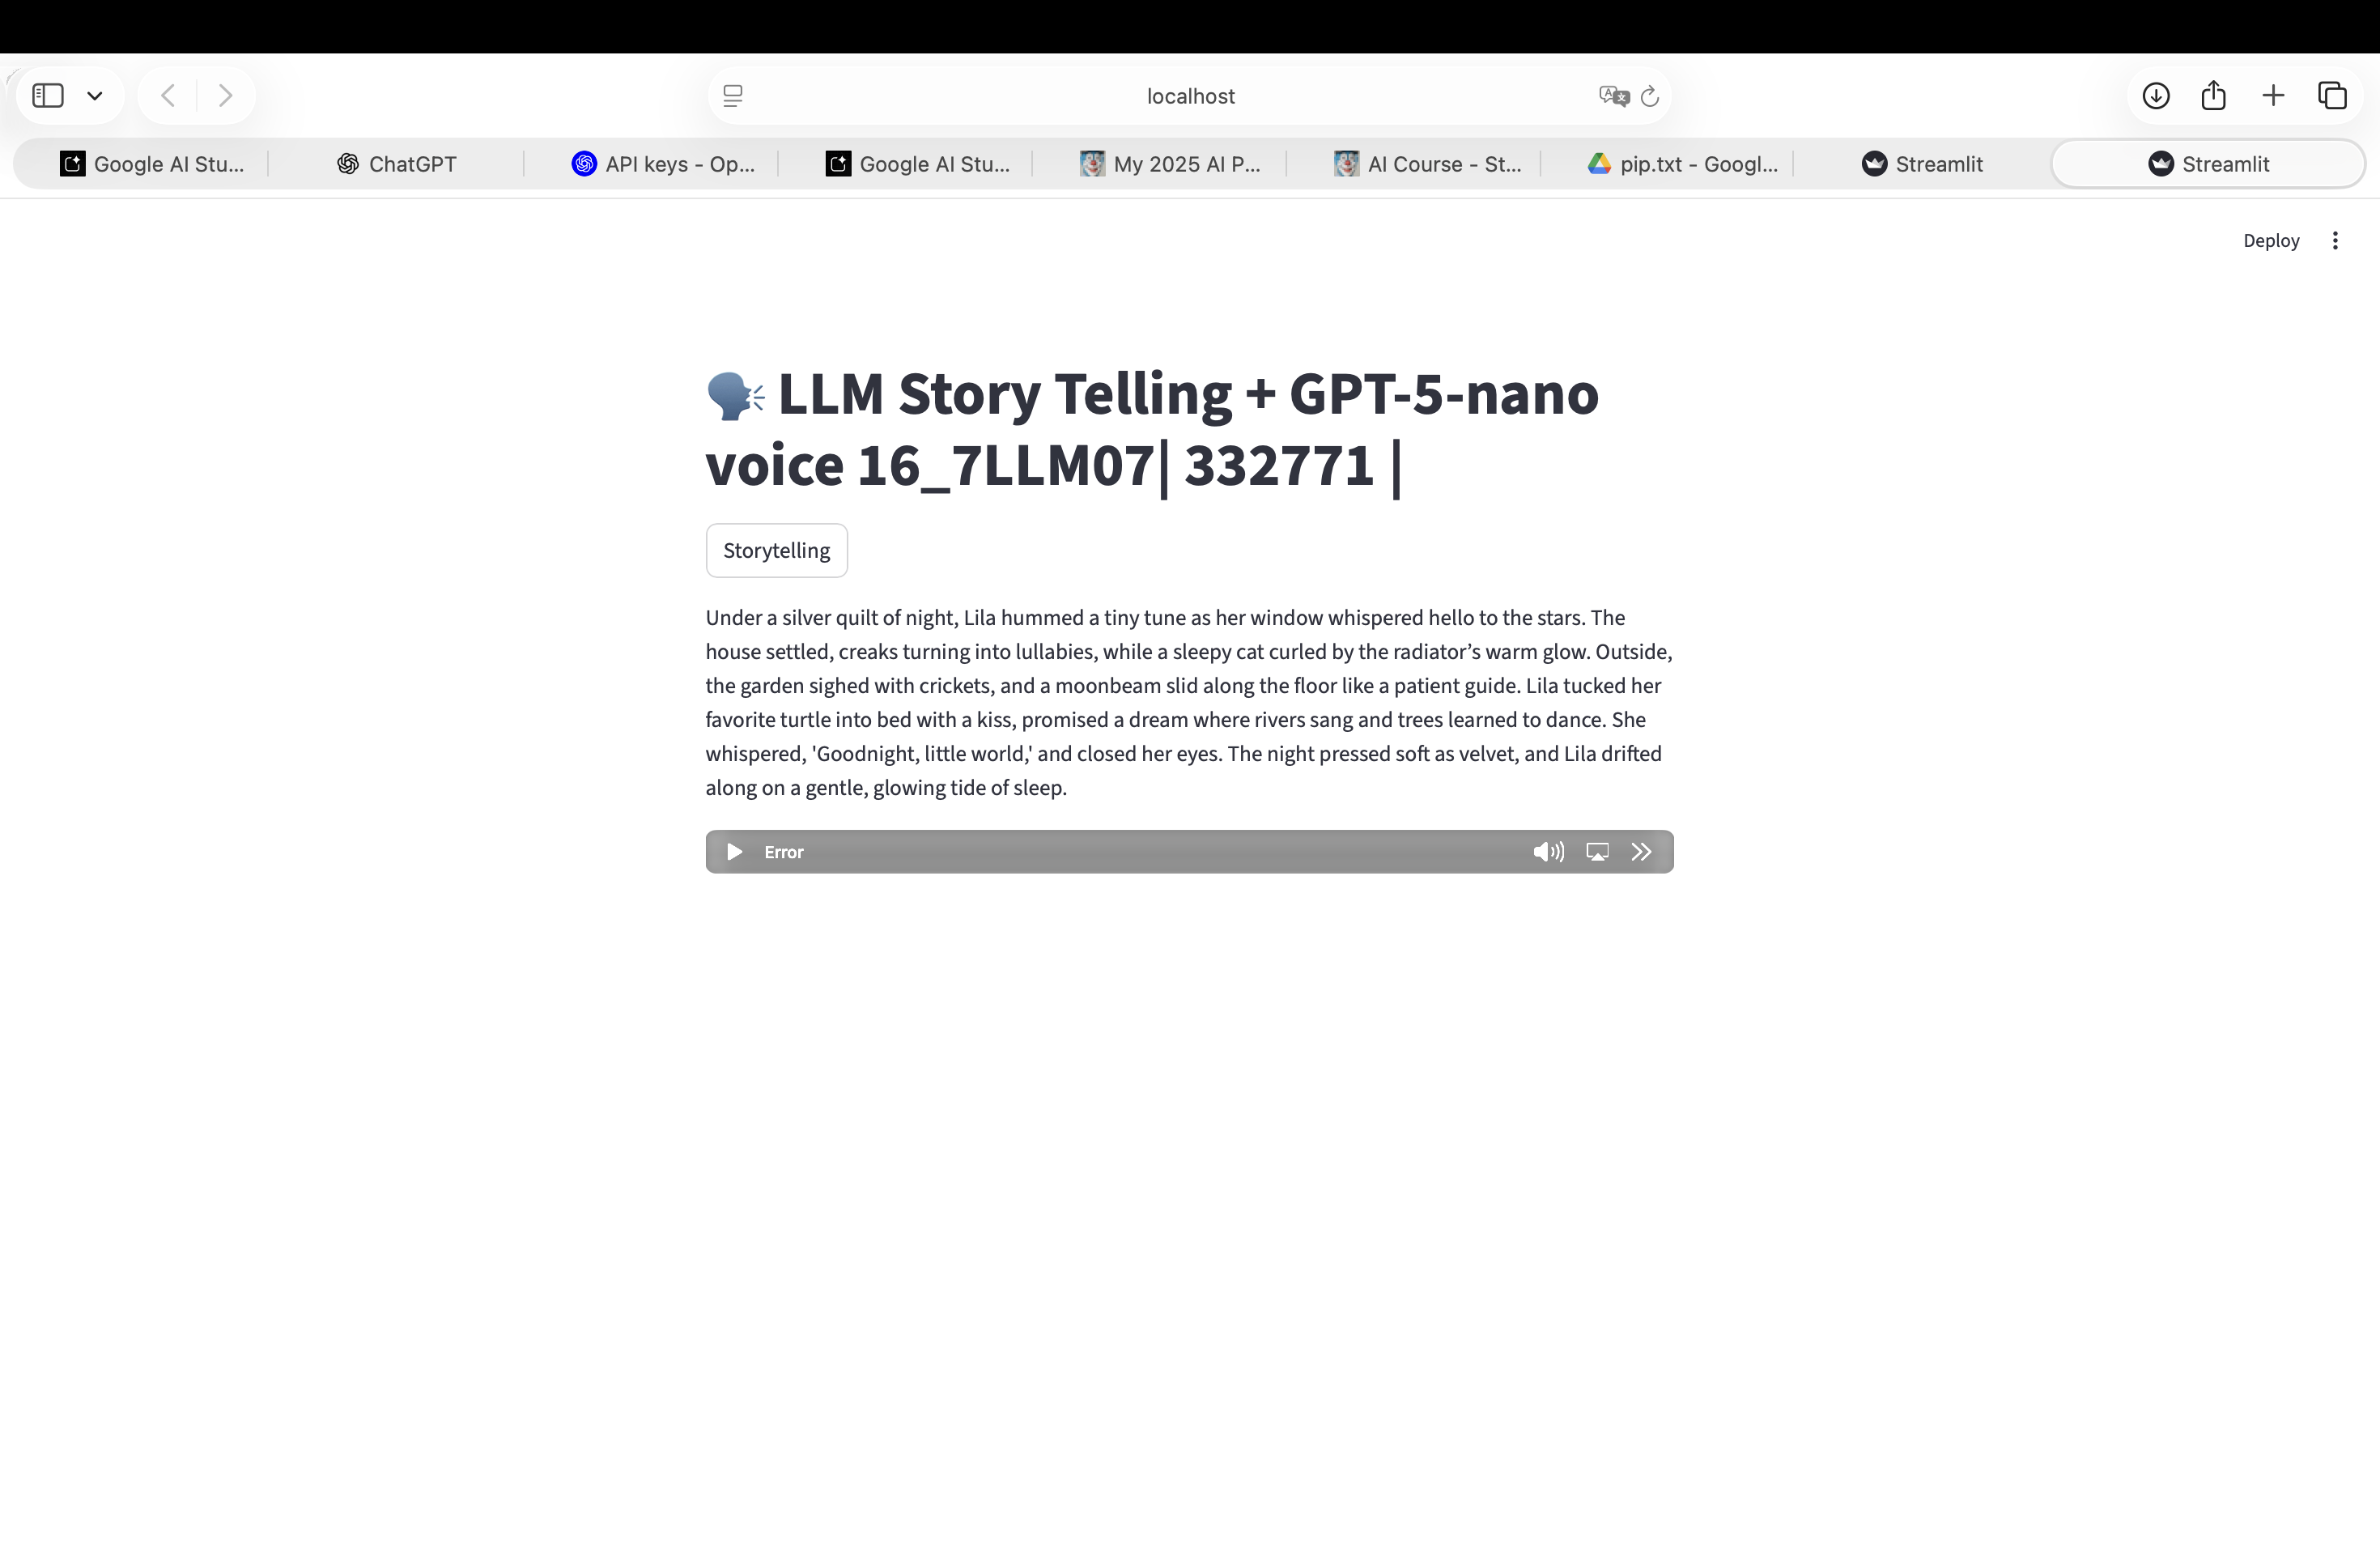 localhost
Google AI Stu...
ChatGPT
API keys - Op...
Google AI Stu...
My 2025 AI P...
AI Course - St...
pip.txt - Googl...
Streamlit
Streamlit
Deploy
LLM Story Telling + GPT-5-nano
voice 16_7LLM07| 332771 |
Storytelling
Under a silver quilt of night, Lila hummed a tiny tune as her window whispered hello to the stars. The
house settled, creaks turning into lullabies, while a sleepy cat curled by the radiator’s warm glow. Outside,
the garden sighed with crickets, and a moonbeam slid along the floor like a patient guide. Lila tucked her
favorite turtle into bed with a kiss, promised a dream where rivers sang and trees learned to dance. She
whispered, 'Goodnight, little world,' and closed her eyes. The night pressed soft as velvet, and Lila drifted
along on a gentle, glowing tide of sleep.
Error